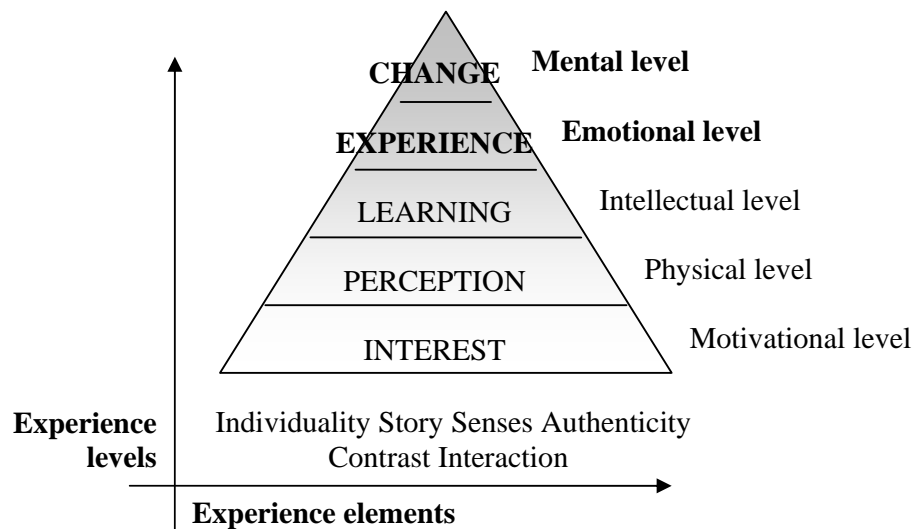 CHANGE
Mental level
EXPERIENCE
Emotional level
LEARNING
Intellectual level
PERCEPTION
Physical level
INTEREST
Motivational level
Experience
levels
Individuality Story Senses Authenticity
Contrast Interaction
Experience elements